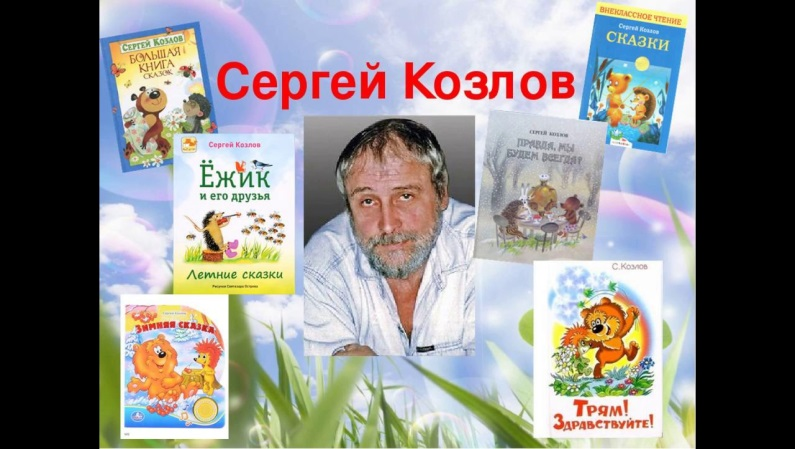 Сергей Козлов
СЕРГЕЙ КОЗЛОВ
БОЛЬШАЯ
КНИГА
СКАЗОК
ВНЕКЛАССНОЕ ЧТЕНИЕ
Сергей Козлов
СКАЗКИ
Сергей Козлов
ЁЖИК
и его друзья
Летние сказки
СЕРГЕЙ КОЗЛОВ
ПРАВДА, МЫ
БУДЕМ ВСЕГДА?
ЗИМНЯЯ СКАЗКА
С. Козлов
ТРЯМ!
ЗДРАВСТВУЙТЕ!